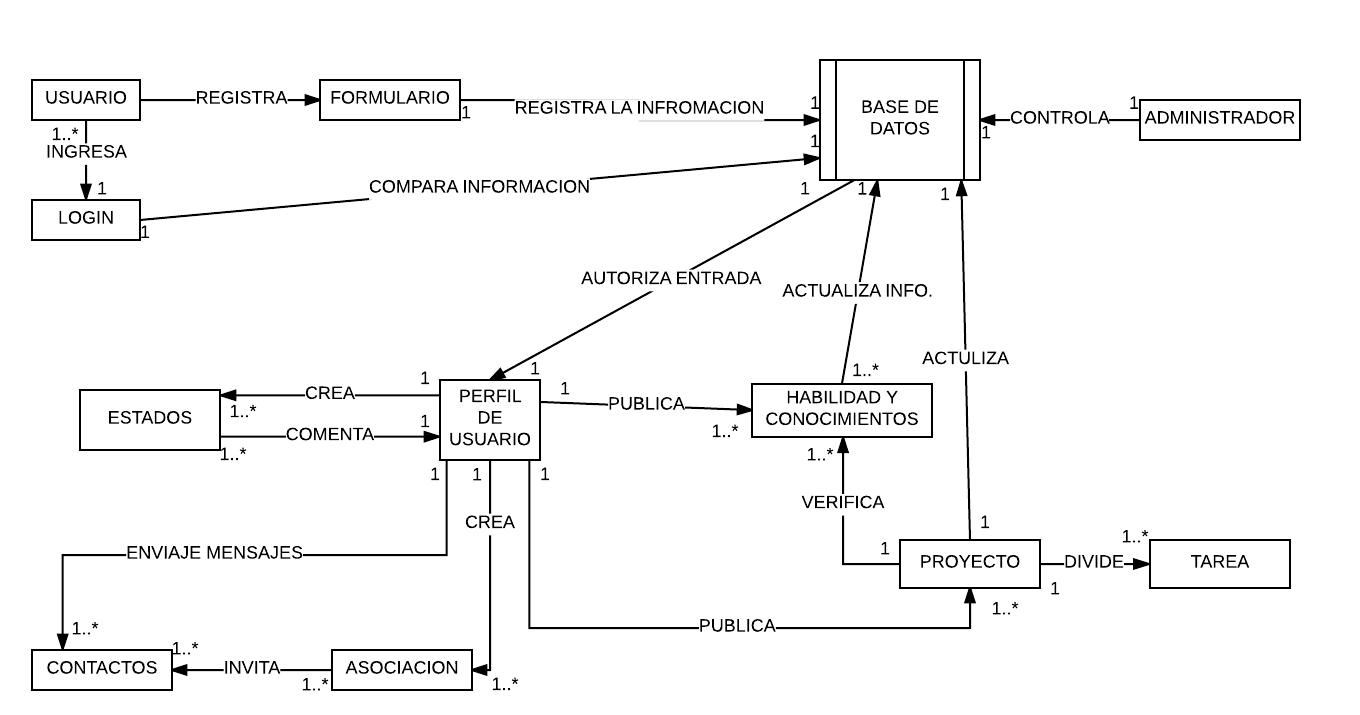 USUARIO
REGISTRA
FORMULARIO
1
REGISTRA LA INFROMACION
1
BASE DE
DATOS
1
CONTROLA
1
ADMINISTRADOR
1..*
INGRESA
1
LOGIN
1
COMPARA INFORMACION
1
1
AUTORIZA ENTRADA
1
1
ACTUALIZA INFO.
1..*
1
ACTULIZA
1
ESTADOS
1..*
CREA
1
1..*
COMENTA
1
PERFIL
DE
USUARIO
1
PUBLICA
1..*
HABILIDAD Y
CONOCIMIENTOS
1..*
VERIFICA
1
PROYECTO
1
DIVIDE
1..*
TAREA
1
1
1
CREA
ENVIAJE MENSAJES
1..*
PUBLICA
1..*
CONTACTOS
1..*
INVITA
1..*
ASOCIACION
1..*